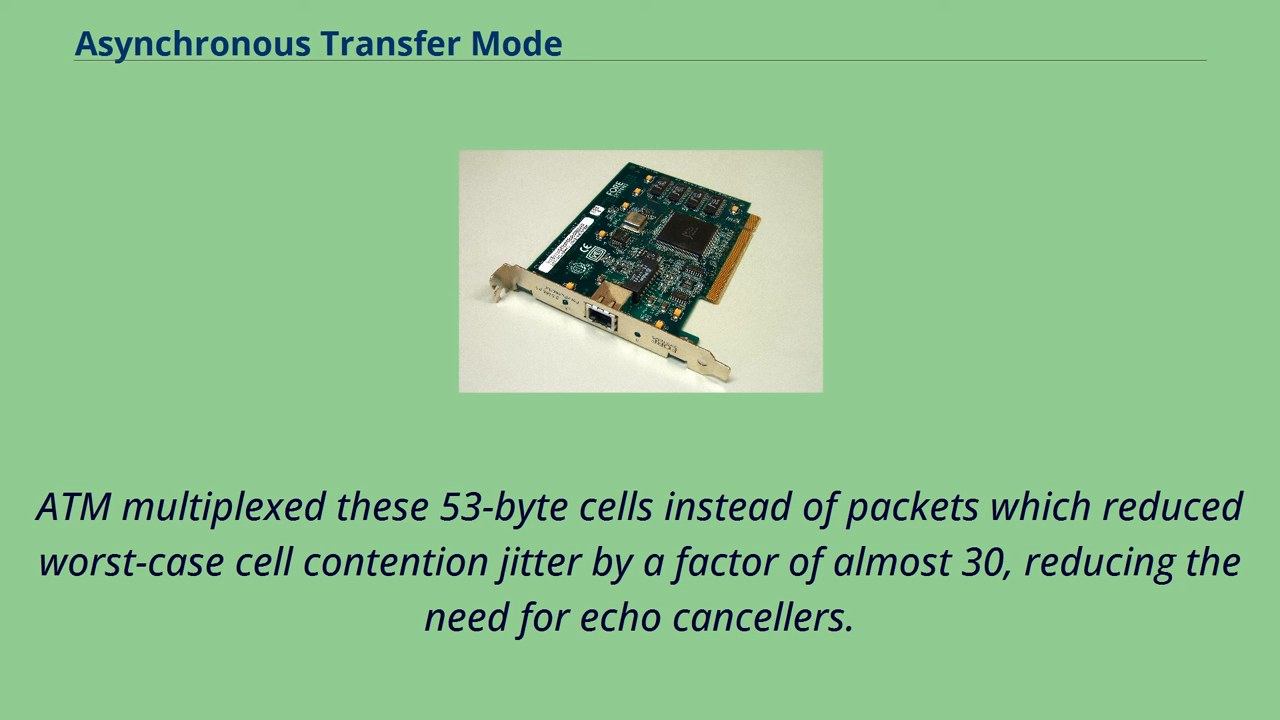 Asynchronous Transfer Mode
FORE
ATM multiplexed these 53-byte cells instead of packets which reduced
worst-case cell contention jitter by a factor of almost 30, reducing the
need for echo cancellers.